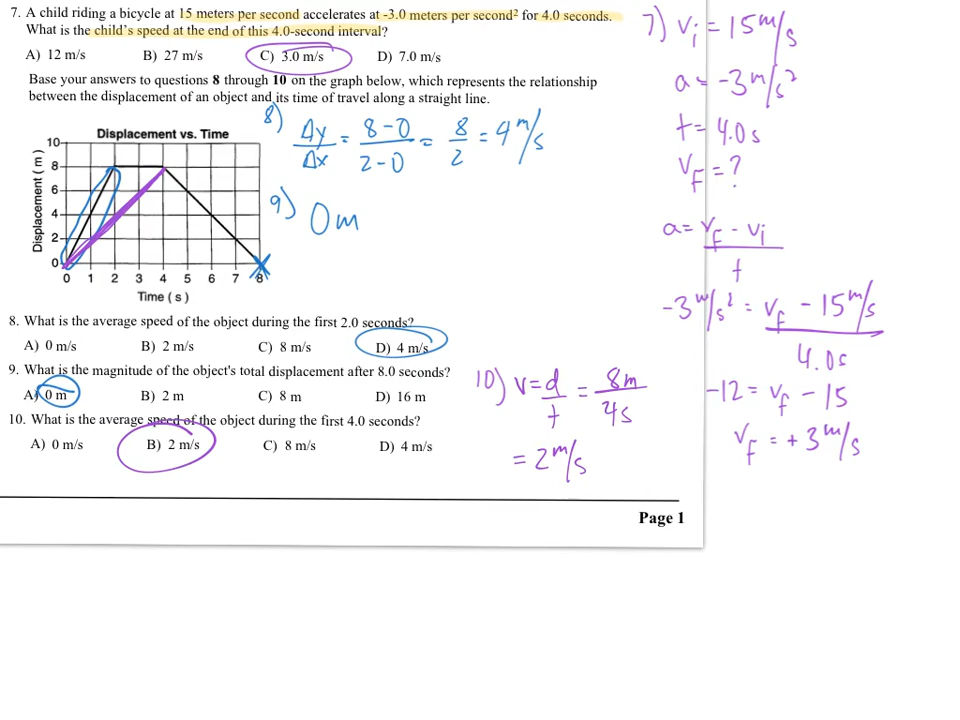 7. A child riding a bicycle at 15 meters per second accelerates at -3.0 meters per second² for 4.0 seconds.
What is the child's speed at the end of this 4.0-second interval?
A) 12 m/s B) 27 m/s C) 3.0 m/s D) 7.0 m/s
Base your answers to questions 8 through 10 on the graph below, which represents the relationship
between the displacement of an object and its time of travel along a straight line.
8) Δy/Δx = 8-0/2-0 = 8/2 = 4 m/s
9) 0 m
Displacement vs. Time
Displacement ( m )
10
8
6
4
2
0
0 1 2 3 4 5 6 7 8
Time ( s )
8. What is the average speed of the object during the first 2.0 seconds?
A) 0 m/s B) 2 m/s C) 8 m/s D) 4 m/s
9. What is the magnitude of the object's total displacement after 8.0 seconds?
A) 0 m B) 2 m C) 8 m D) 16 m
10. What is the average speed of the object during the first 4.0 seconds?
A) 0 m/s B) 2 m/s C) 8 m/s D) 4 m/s
10) v=d/t = 8m/4s
= 2 m/s
Page 1
7) vi = 15 m/s
a = -3 m/s²
t = 4.0 s
vF = ?
a = vF - vi / t
-3 m/s² = vF - 15 m/s / 4.0s
-12 = vf - 15
vF = +3 m/s